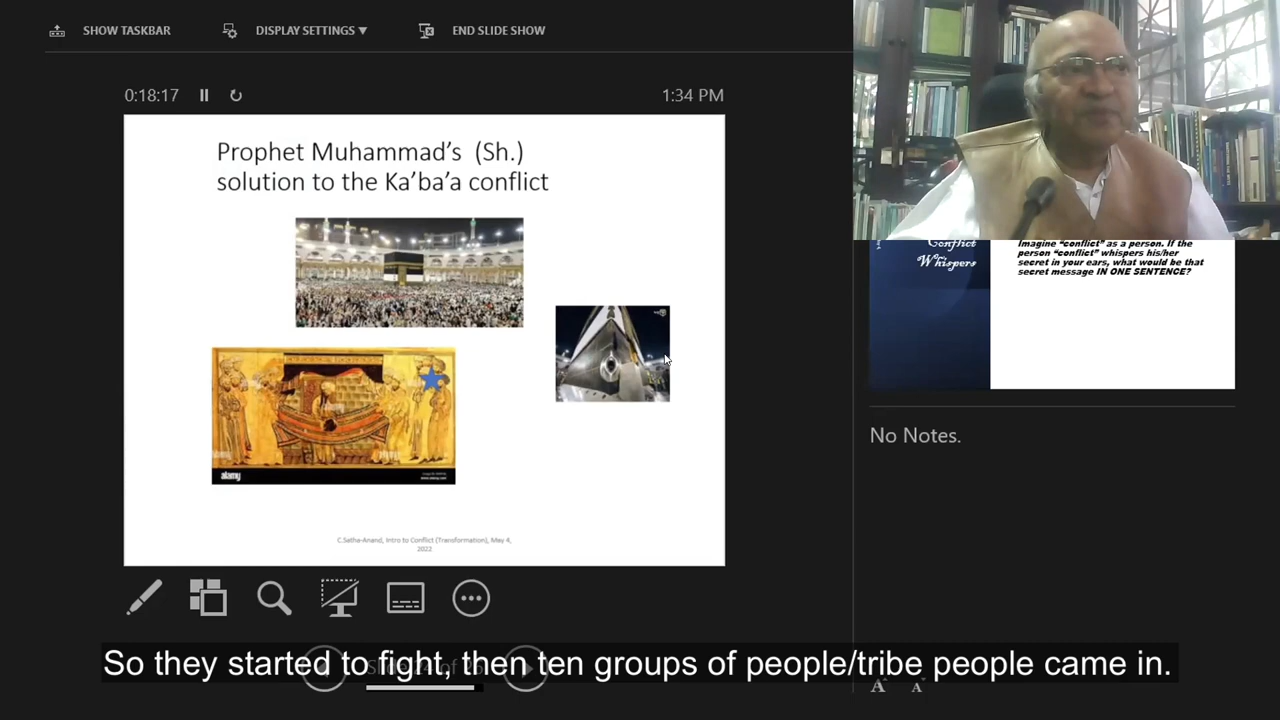 SHOW TASKBAR
DISPLAY SETTINGS ▼
END SLIDE SHOW
0:18:17
1:34 PM
Prophet Muhammad’s (Sh.)
solution to the Ka’ba’a conflict
alamy
www.alamy.com
C.Satha-Anand, Intro to Conflict (Transformation), May 4,
2022
Conflict
Whispers
Imagine “conflict” as a person. If the
person “conflict” whispers his/her
secret in your ears, what would be that
secret message IN ONE SENTENCE?
No Notes.
So they started to fight, then ten groups of people/tribe people came in.
A A